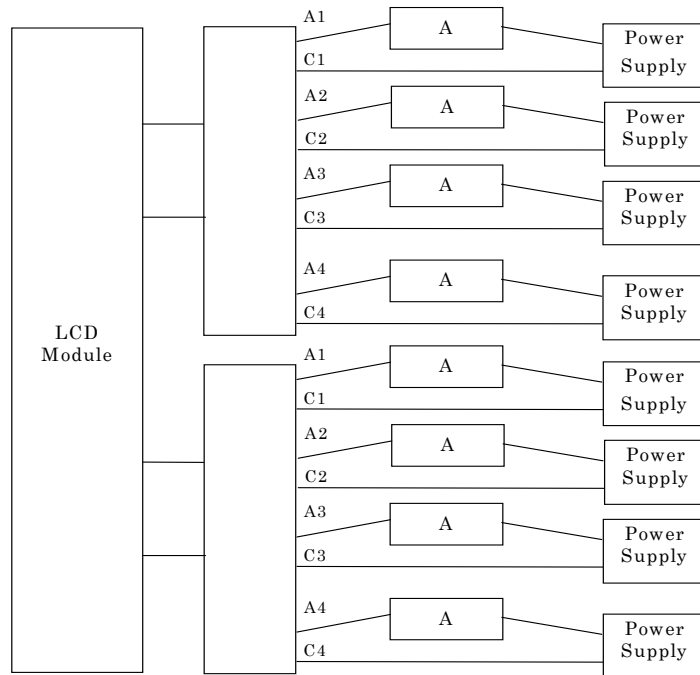 A1
A
Power
Supply
C1
A2
A
Power
Supply
C2
A3
A
Power
Supply
C3
A4
A
Power
Supply
C4
LCD
Module
A1
A
Power
Supply
C1
A2
A
Power
Supply
C2
A3
A
Power
Supply
C3
A4
A
Power
Supply
C4